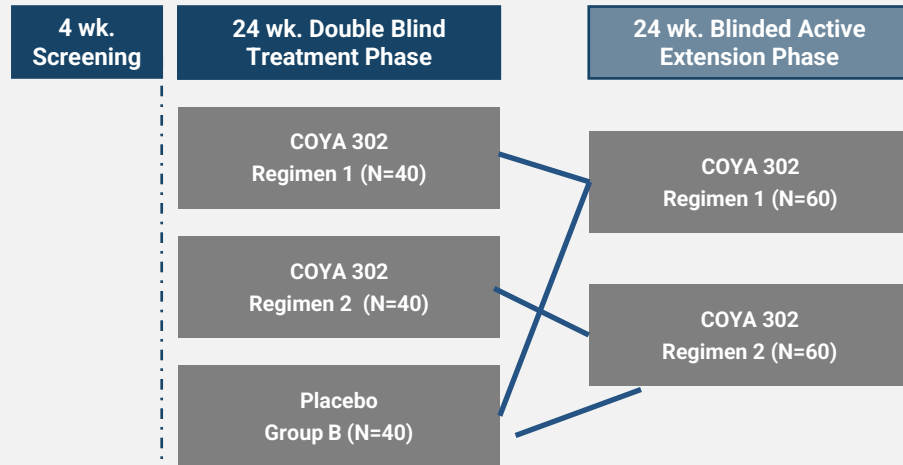 4 wk.
Screening
24 wk. Double Blind
Treatment Phase
24 wk. Blinded Active
Extension Phase
COYA 302
Regimen 1 (N=40)
COYA 302
Regimen 2 (N=40)
Placebo
Group B (N=40)
COYA 302
Regimen 1 (N=60)
COYA 302
Regimen 2 (N=60)